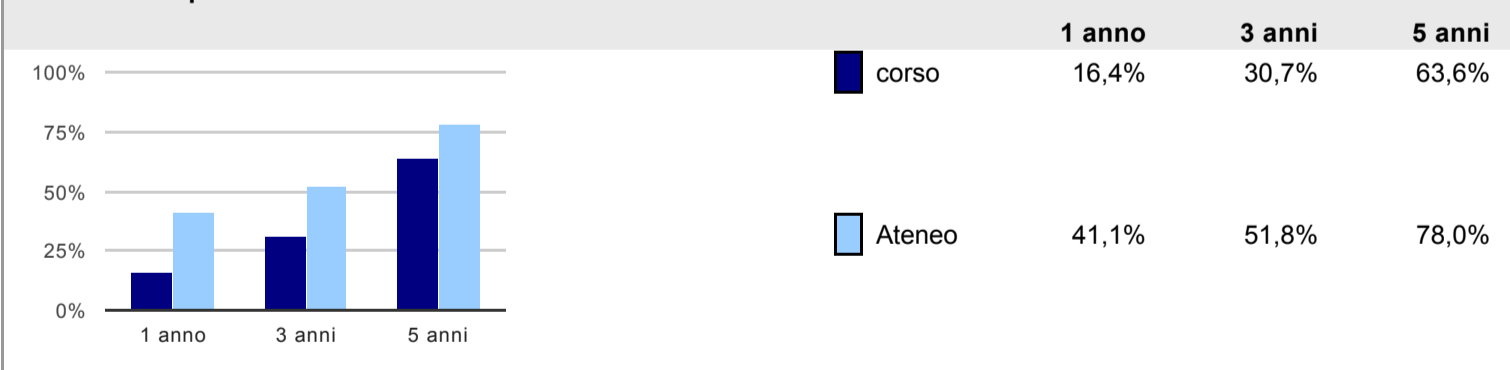 1 anno 3 anni 5 anni
100%
75%
50%
25%
0%
1 anno 3 anni 5 anni
corso 16,4% 30,7% 63,6%
Ateneo 41,1% 51,8% 78,0%